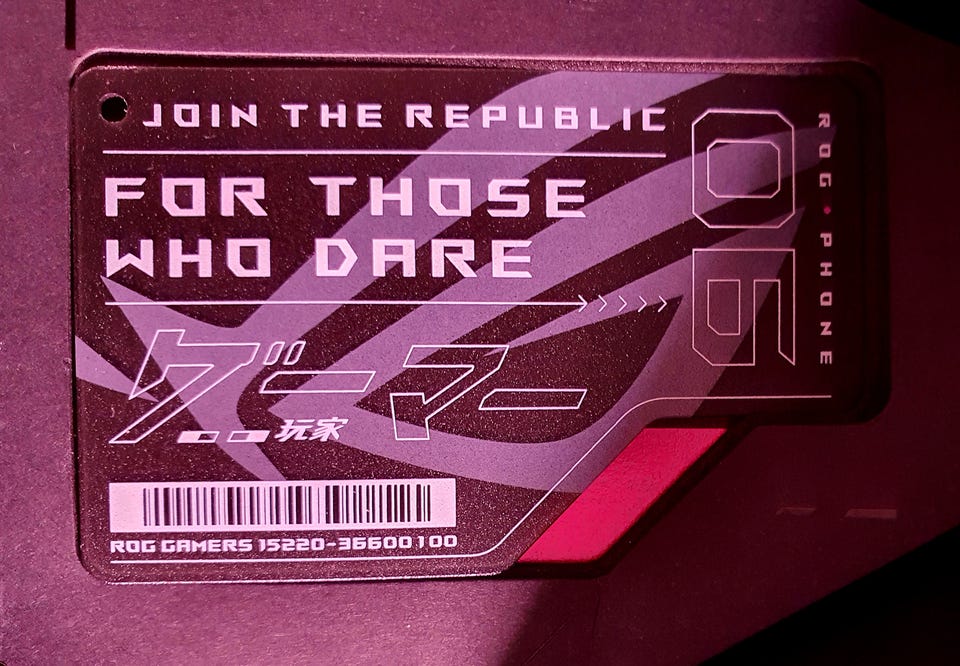 JOIN THE REPUBLIC
FOR THOSE
WHO DARE
ゲーマー
玩家
ROG GAMERS 15220-36600100
06
ROG PHONE